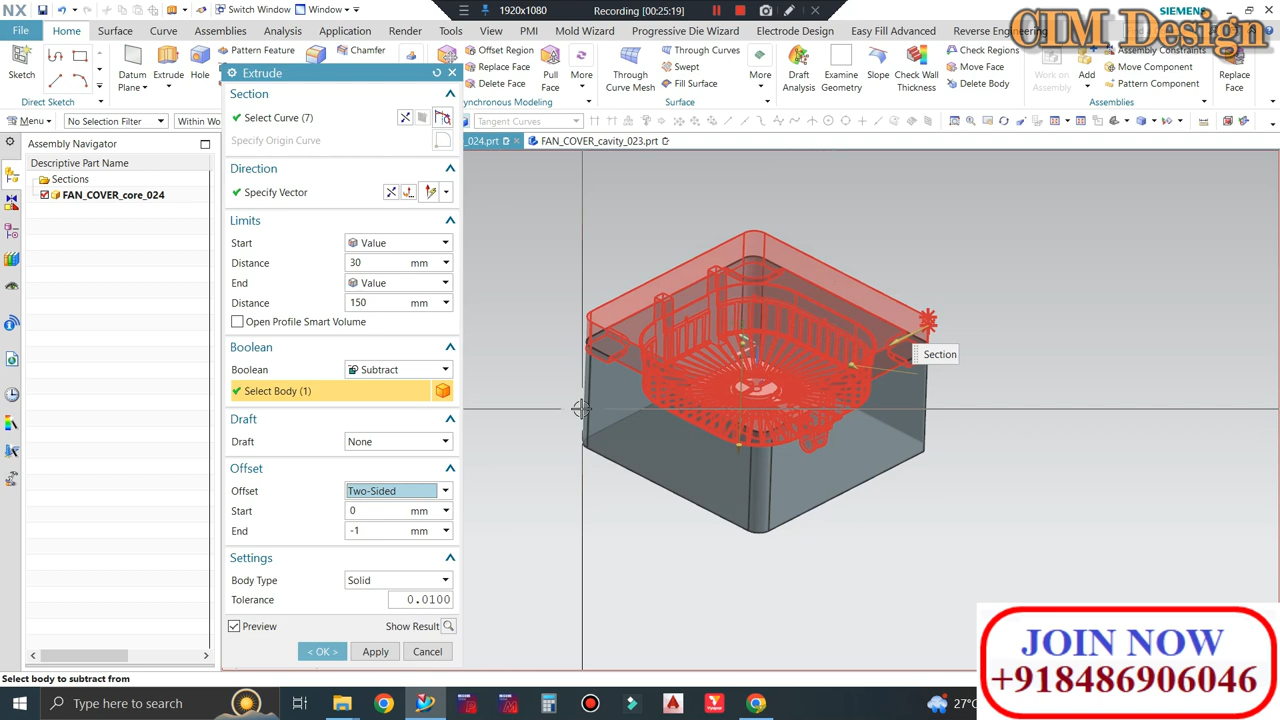 NX
Switch Window
Window
1920x1080
Recording [00:25:19]
SIEMENS
CIM Design
File
Home
Surface
Curve
Assemblies
Analysis
Application
Render
Tools
View
PMI
Mold Wizard
Progressive Die Wizard
Electrode Design
Easy Fill Advanced
Reverse Engineering
Sketch
Datum Plane
Extrude
Hole
Pattern Feature
Chamfer
Offset Region
Replace Face
Delete Face
Pull Face
More
Through Curve Mesh
Through Curves
Swept
Fill Surface
More
Draft Analysis
Examine Geometry
Slope
Check Wall Thickness
Check Regions
Move Face
Delete Body
Work on Assembly
Add
Assembly Constraints
Move Component
Pattern Component
Replace Face
Direct Sketch
Synchronous Modeling
Surface
Assemblies
Menu
No Selection Filter
Within Wo
Tangent Curves
_024.prt
FAN_COVER_cavity_023.prt
Assembly Navigator
Descriptive Part Name
Sections
FAN_COVER_core_024
Extrude
Section
Select Curve (7)
Specify Origin Curve
Direction
Specify Vector
Limits
Start
Value
Distance
30
mm
End
Value
Distance
150
mm
Open Profile Smart Volume
Boolean
Boolean
Subtract
Select Body (1)
Draft
Draft
None
Offset
Offset
Two-Sided
Start
0
mm
End
-1
mm
Settings
Body Type
Solid
Tolerance
0.0100
Preview
Show Result
< OK >
Apply
Cancel
Section
JOIN NOW
+918486906046
Select body to subtract from
Type here to search
27°C